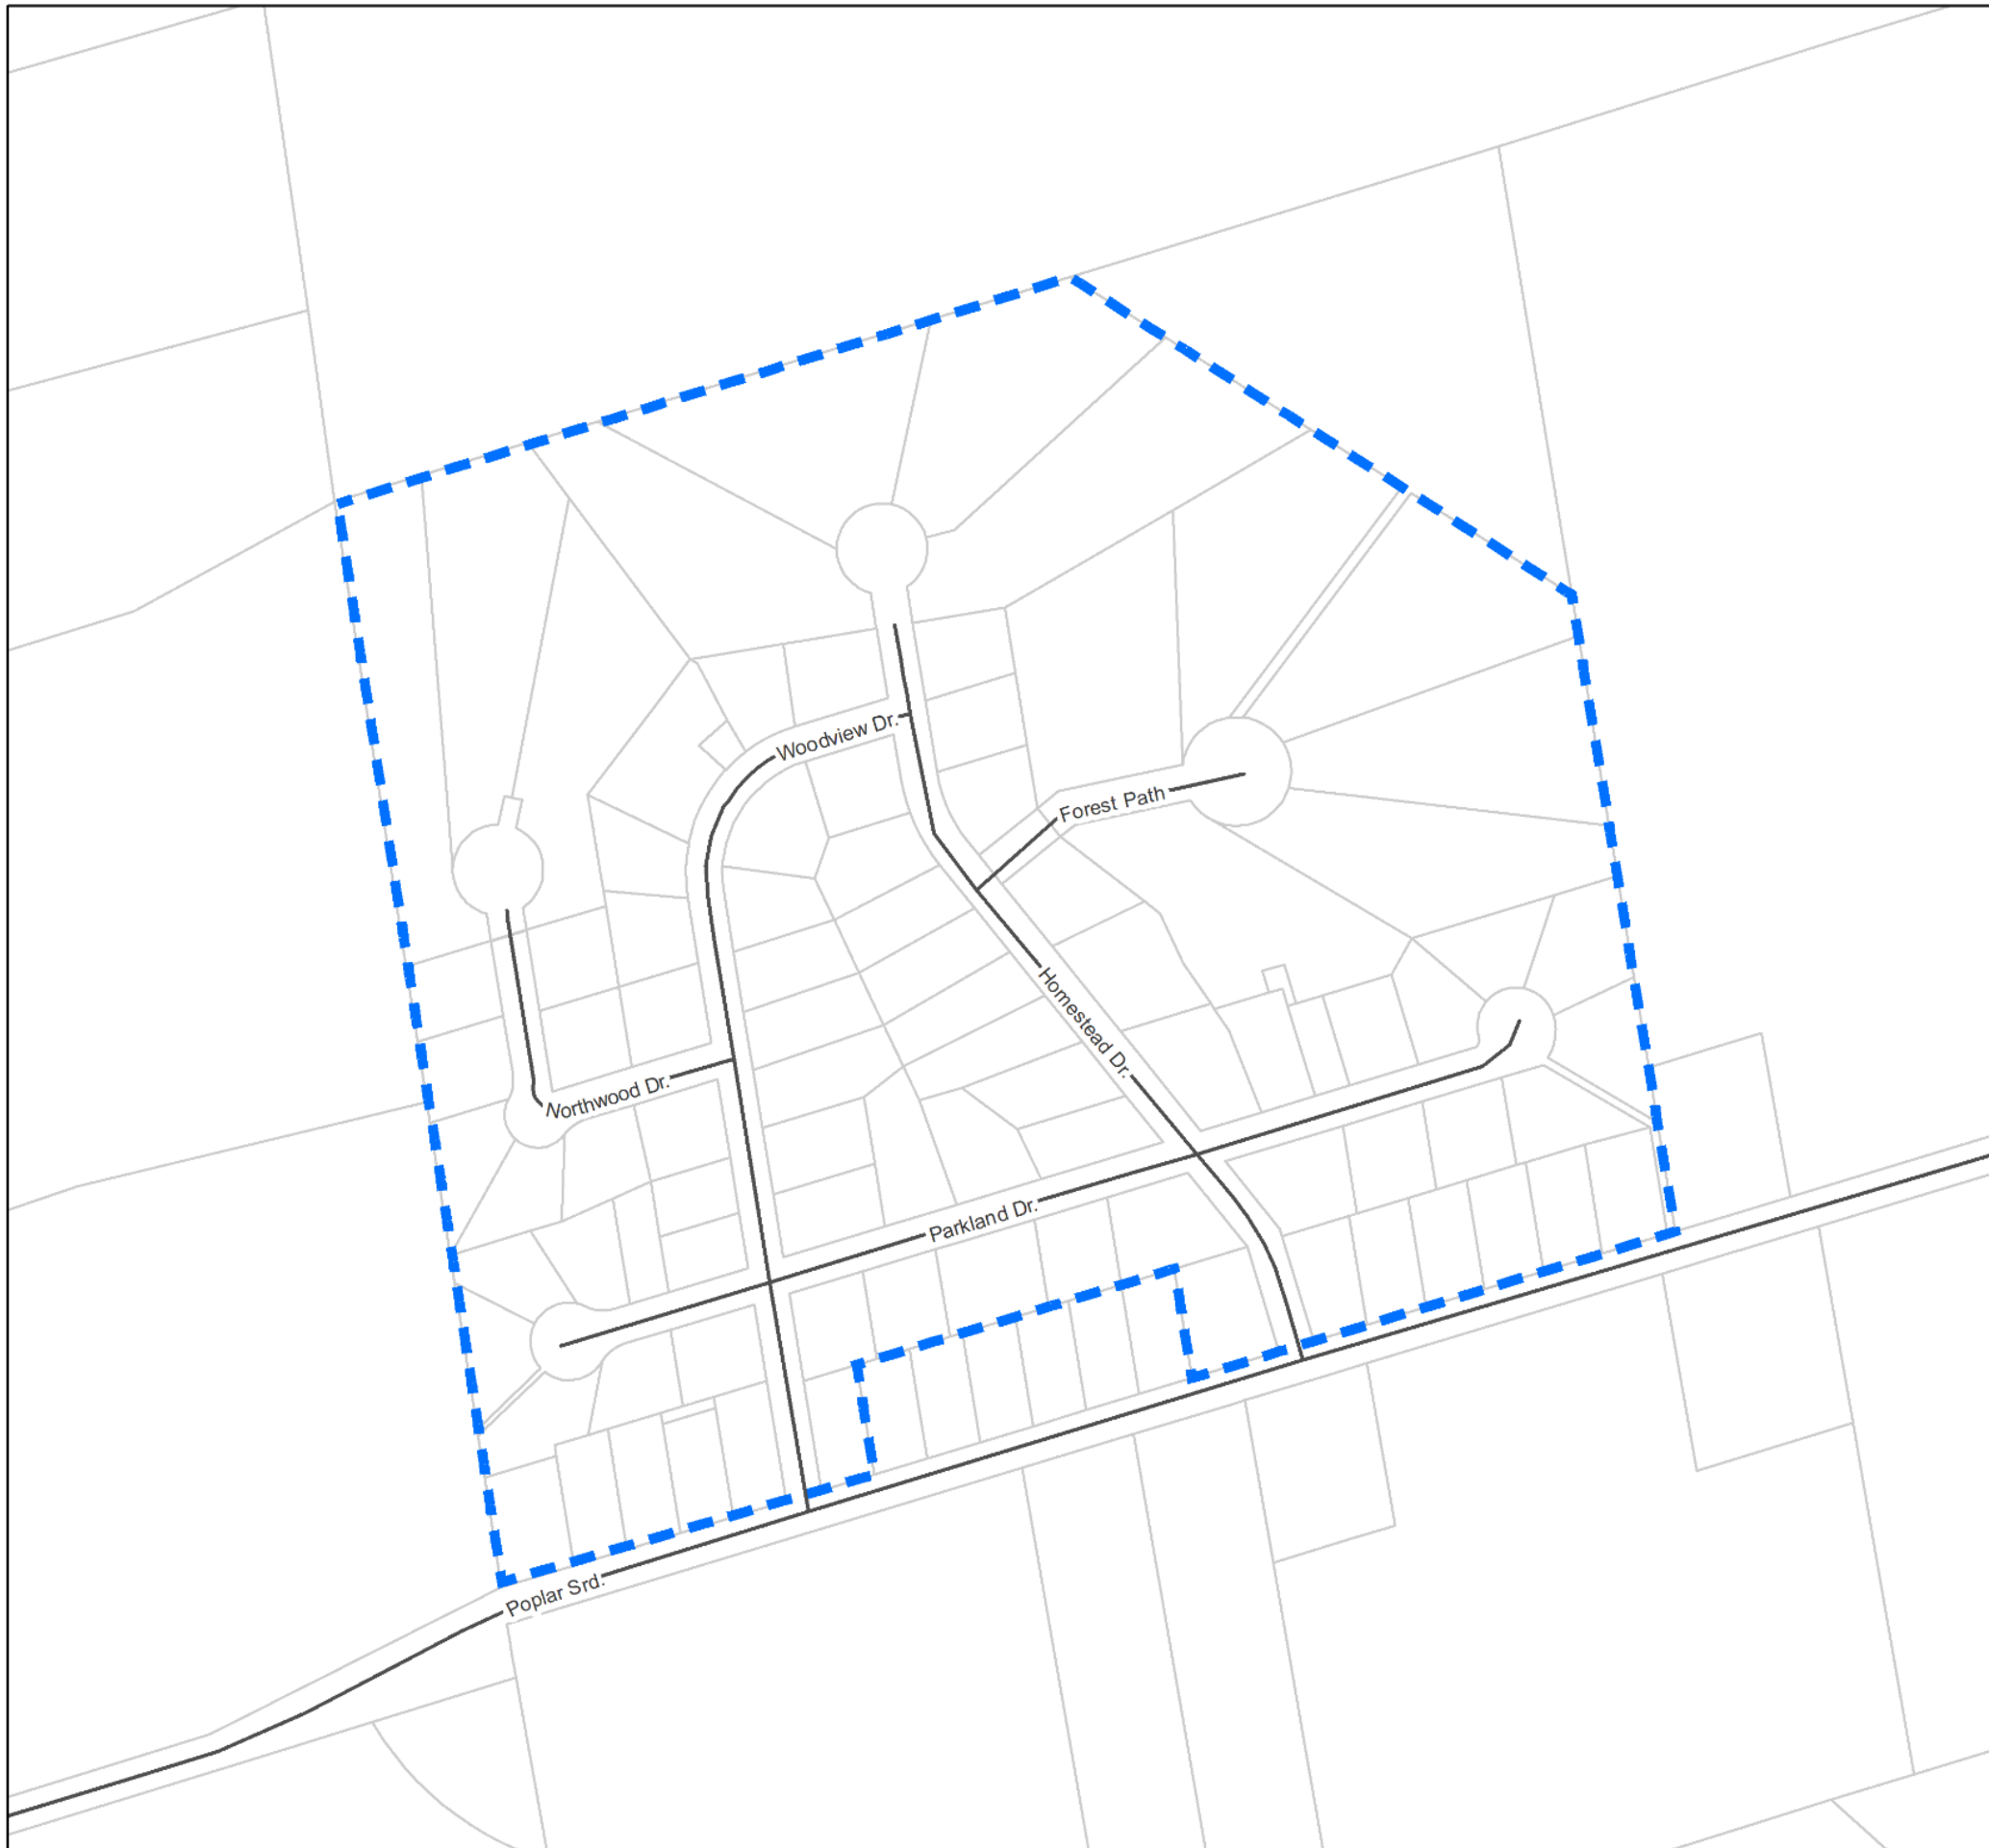 Woodview Dr.
Forest Path
Homestead Dr.
Northwood Dr.
Parkland Dr.
Poplar Srd.